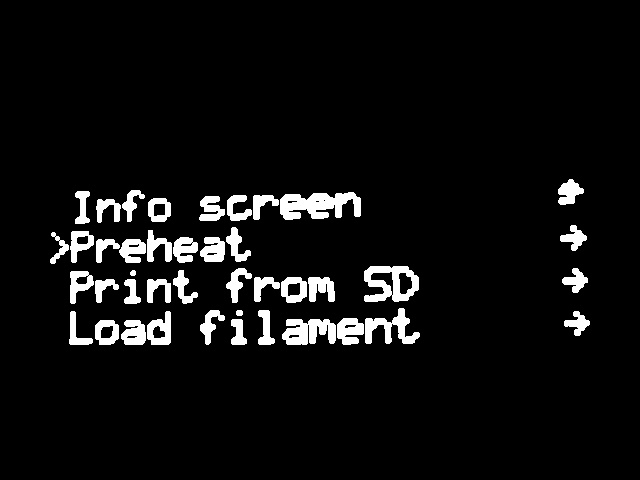 Info screen
>Preheat →
Print from SD →
Load filament →